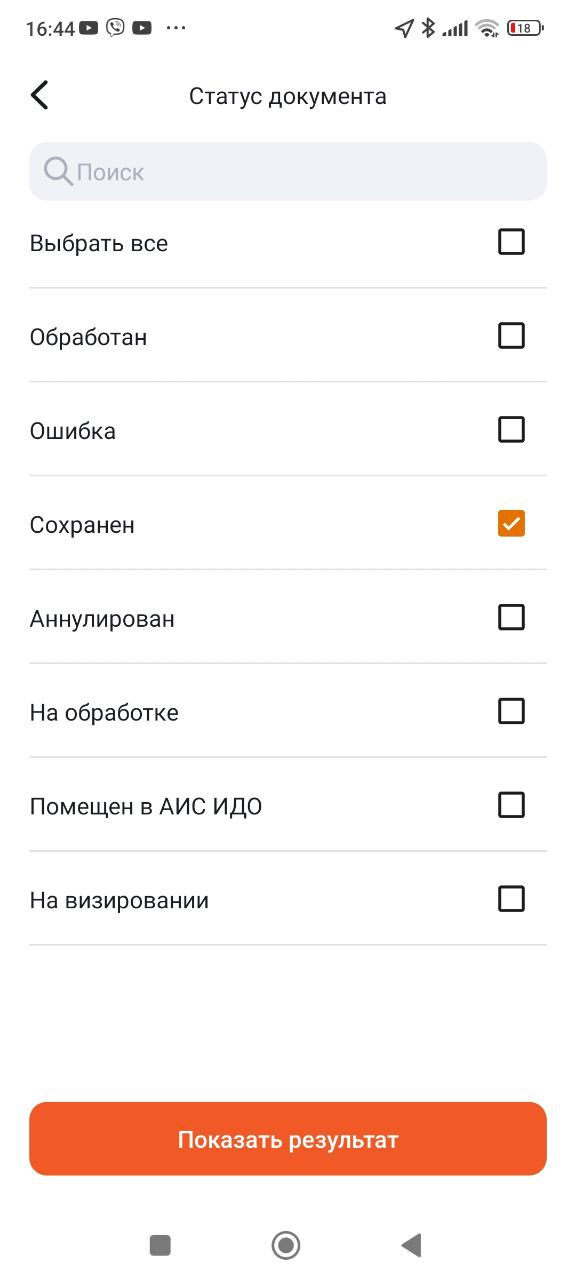 16:44 ... 18
Статус документа
Поиск
Выбрать все
Обработан
Ошибка
Сохранен
Аннулирован
На обработке
Помещен в АИС ИДО
На визировании
Показать результат